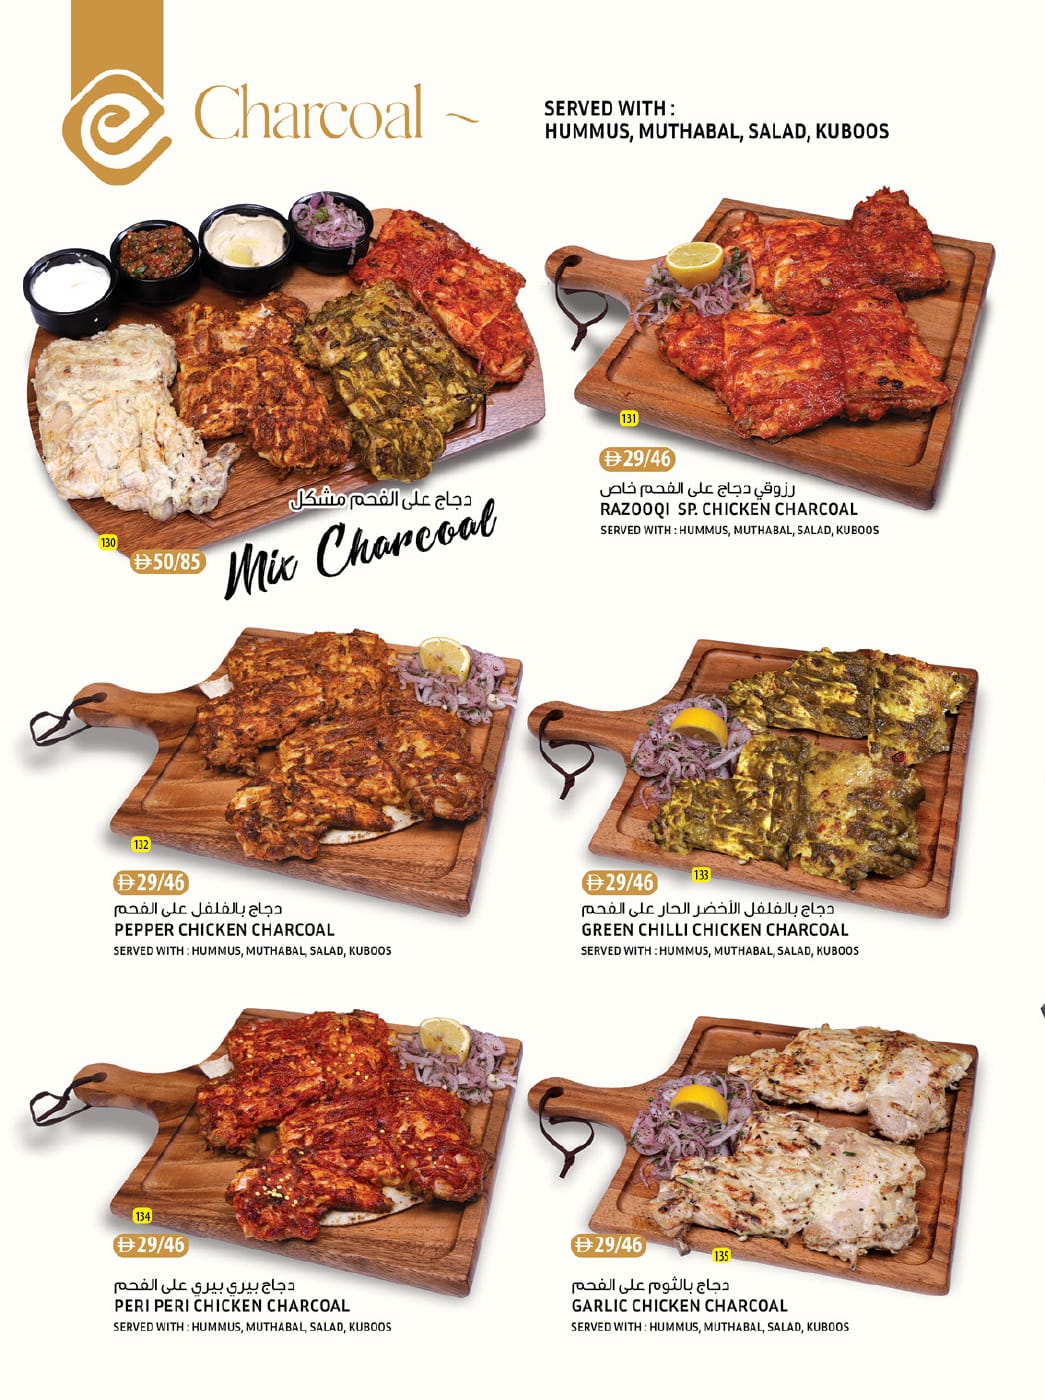 Charcoal ~
SERVED WITH :
HUMMUS, MUTHABAL, SALAD, KUBOOS
130
50/85
دجاج على الفحم مشكل
Mix Charcoal
131
29/46
رزوقي دجاج على الفحم خاص
RAZOOQI SP. CHICKEN CHARCOAL
SERVED WITH : HUMMUS, MUTHABAL, SALAD, KUBOOS
132
29/46
دجاج بالفلفل على الفحم
PEPPER CHICKEN CHARCOAL
SERVED WITH : HUMMUS, MUTHABAL, SALAD, KUBOOS
133
29/46
دجاج بالفلفل الأخضر الحار على الفحم
GREEN CHILLI CHICKEN CHARCOAL
SERVED WITH : HUMMUS, MUTHABAL, SALAD, KUBOOS
134
29/46
دجاج بيري بيري على الفحم
PERI PERI CHICKEN CHARCOAL
SERVED WITH : HUMMUS, MUTHABAL, SALAD, KUBOOS
135
29/46
دجاج بالثوم على الفحم
GARLIC CHICKEN CHARCOAL
SERVED WITH : HUMMUS, MUTHABAL, SALAD, KUBOOS